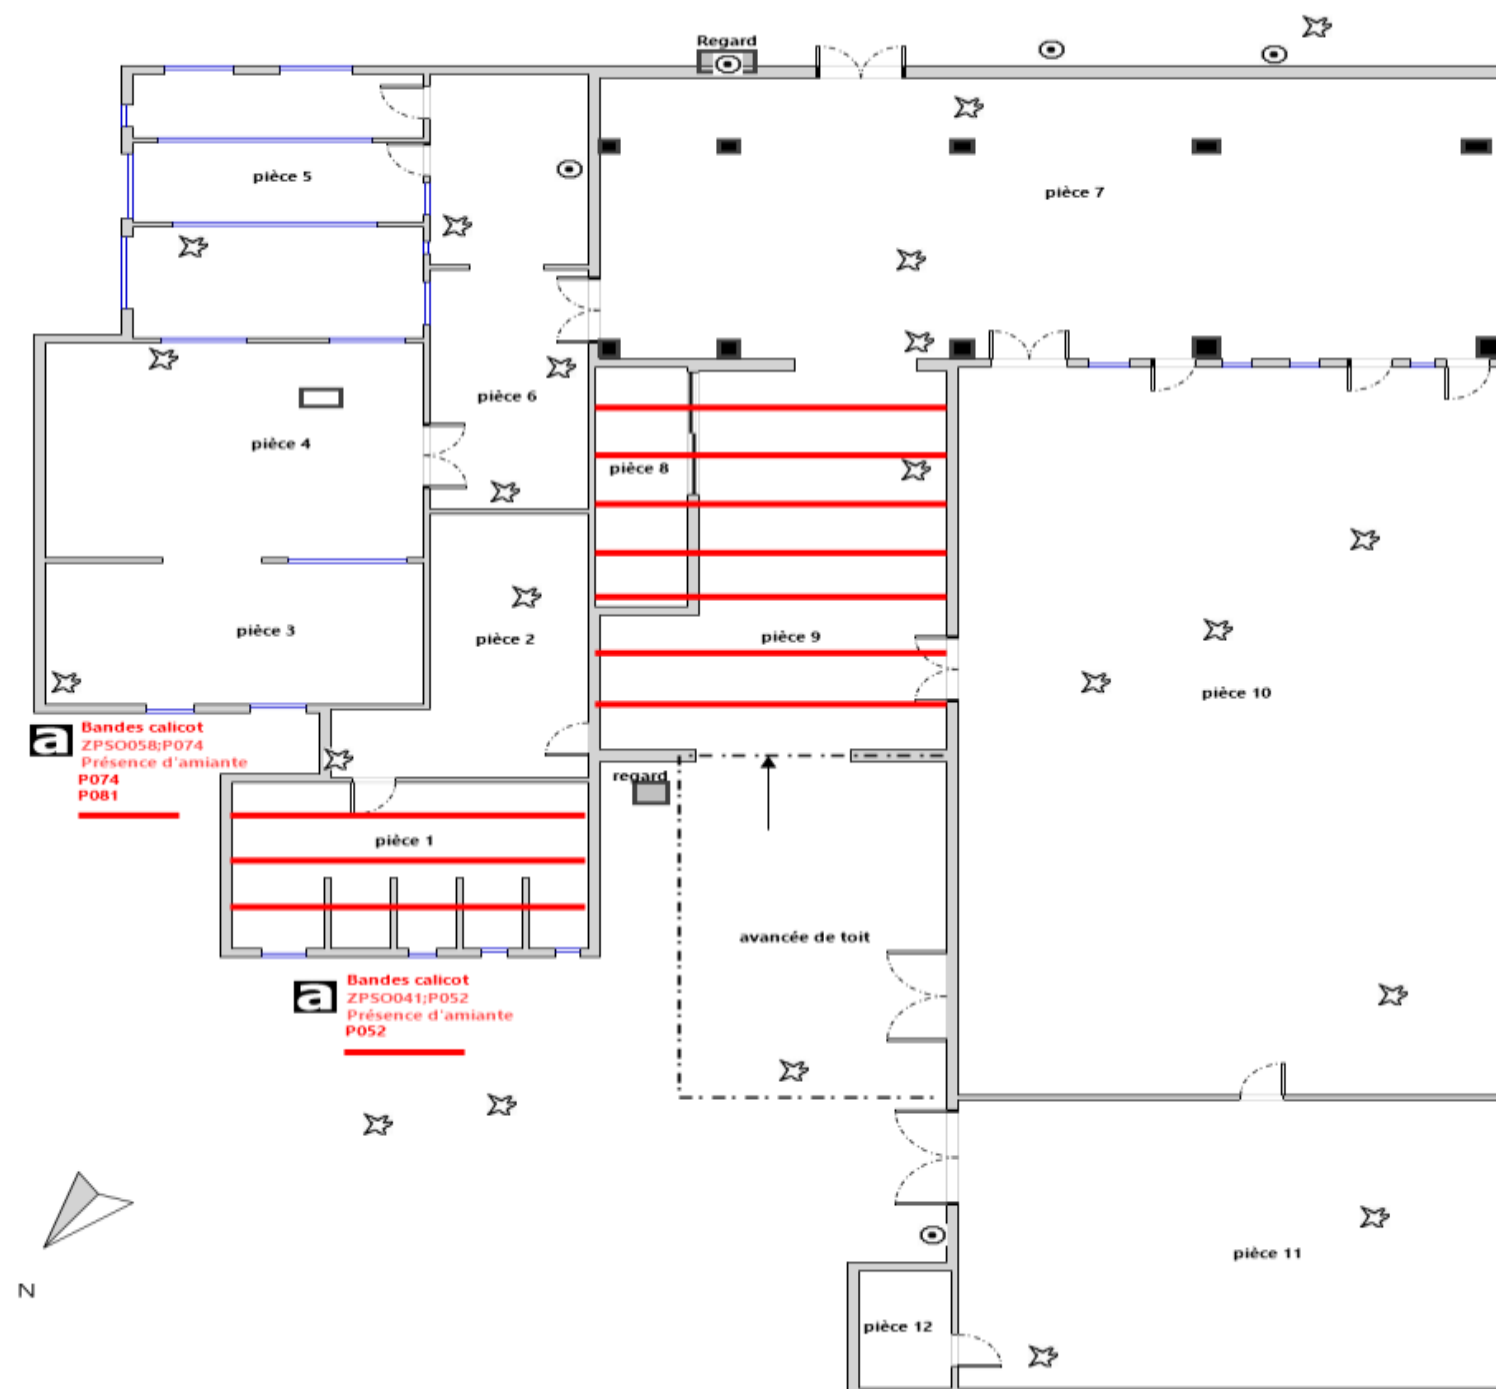 Regard
pièce 5
pièce 7
pièce 6
pièce 4
pièce 8
pièce 3
pièce 2
pièce 9
pièce 10
a
Bandes calicot
ZPSO058;P074
Présence d'amiante
P074
P081
regard
pièce 1
avancée de toit
a
Bandes calicot
ZPSO041;P052
Présence d'amiante
P052
N
pièce 11
pièce 12